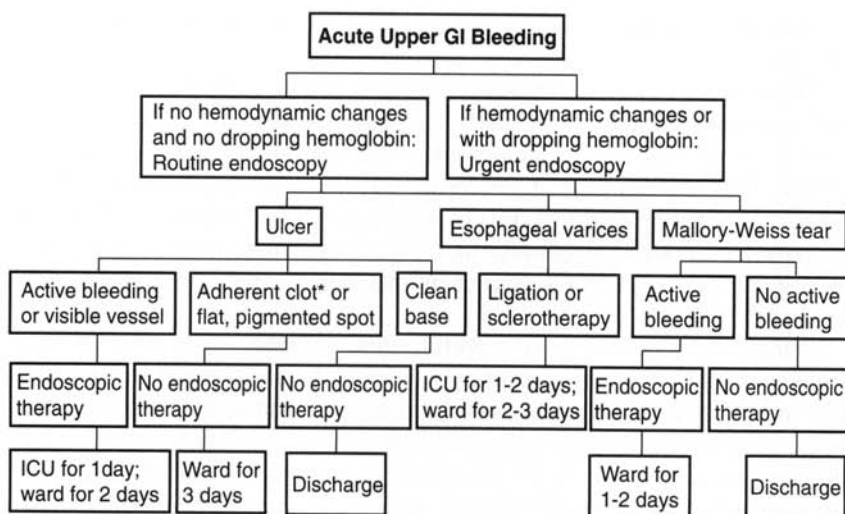 Acute Upper GI Bleeding
If no hemodynamic changes
and no dropping hemoglobin:
Routine endoscopy
If hemodynamic changes or
with dropping hemoglobin:
Urgent endoscopy
Ulcer
Esophageal varices
Mallory-Weiss tear
Active bleeding
or visible vessel
Adherent clot* or
flat, pigmented spot
Clean
base
Ligation or
sclerotherapy
Active
bleeding
No active
bleeding
Endoscopic
therapy
No endoscopic
therapy
No endoscopic
therapy
ICU for 1-2 days;
ward for 2-3 days
Endoscopic
therapy
No endoscopic
therapy
ICU for 1day;
ward for 2 days
Ward for
3 days
Discharge
Ward for
1-2 days
Discharge